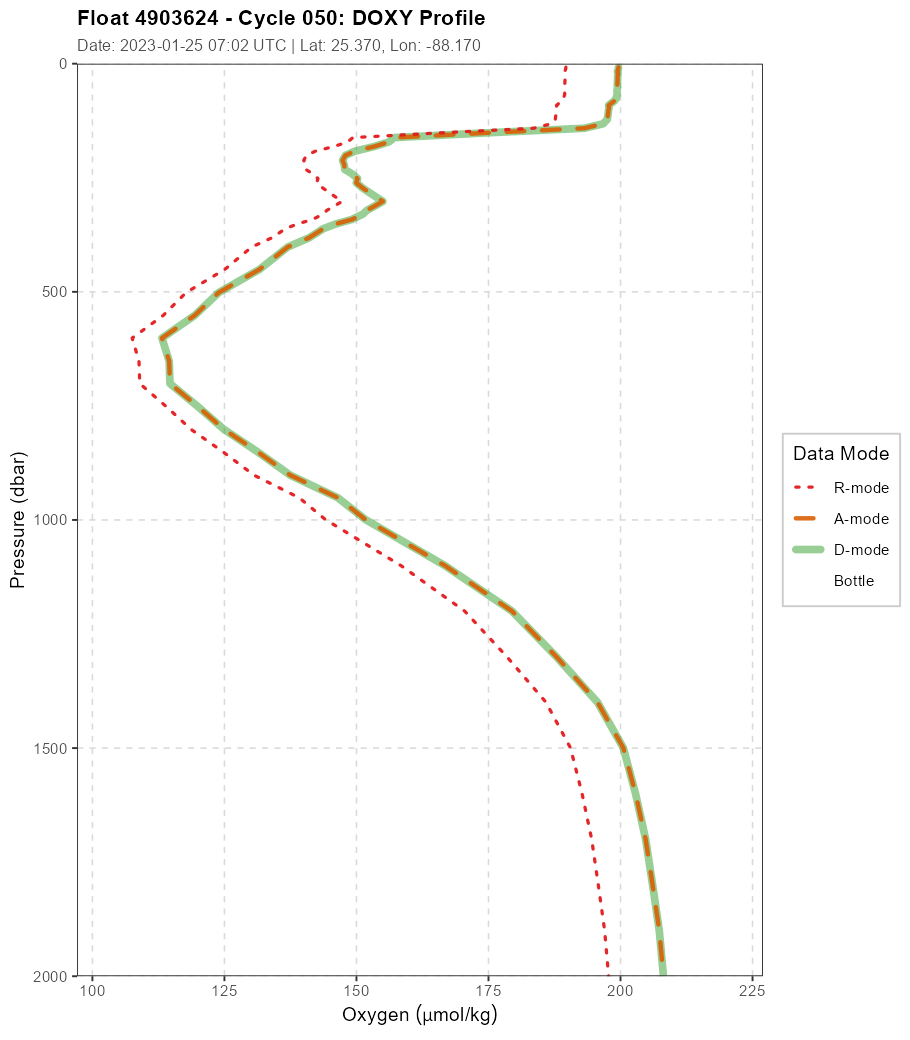 Float 4903624 - Cycle 050: DOXY Profile
Date: 2023-01-25 07:02 UTC | Lat: 25.370, Lon: -88.170
0
500
1000
1500
2000
Pressure (dbar)
100 125 150 175 200 225
Oxygen (μmol/kg)
Data Mode
R-mode
A-mode
D-mode
Bottle